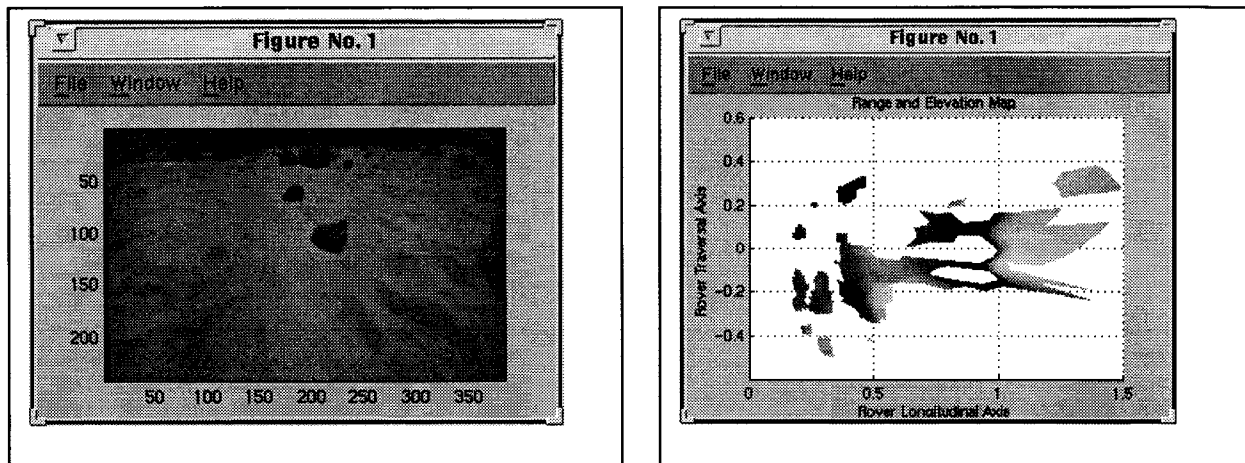 Figure No. 1
File Window Help
50
100
150
200
50 100 150 200 250 300 350
Figure No. 1
File Window Help
Range and Elevation Map
0.6
0.4
0.2
0
-0.2
-0.4
Rover Traversal Axis
0 0.5 1 1.5
Rover Longitudinal Axis